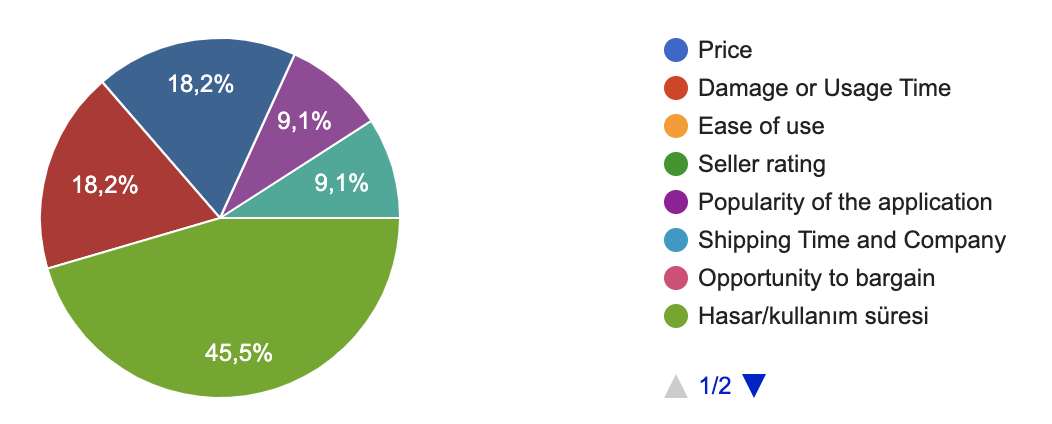 18,2%
9,1%
9,1%
18,2%
45,5%
Price
Damage or Usage Time
Ease of use
Seller rating
Popularity of the application
Shipping Time and Company
Opportunity to bargain
Hasar/kullanım süresi
1/2